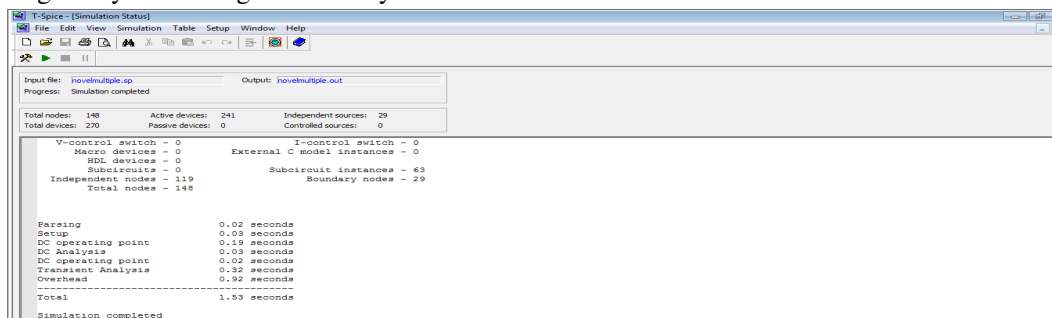 T-Spice - [Simulation Status]
File Edit View Simulation Table Setup Window Help
Input file: novelmultiple.sp Output: novelmultiple.out
Progress: Simulation completed
Total nodes: 148 Active devices: 241 Independent sources: 29
Total devices: 270 Passive devices: 0 Controlled sources: 0
V-control switch - 0 I-control switch - 0
Macro devices - 0 External C model instances - 0
HDL devices - 0
Subcircuits - 0 Subcircuit instances - 63
Independent nodes - 119 Boundary nodes - 29
Total nodes - 148
Parsing 0.02 seconds
Setup 0.03 seconds
DC operating point 0.19 seconds
DC Analysis 0.03 seconds
DC operating point 0.02 seconds
Transient Analysis 0.32 seconds
Overhead 0.92 seconds
-----------------------------------------
Total 1.53 seconds
Simulation completed